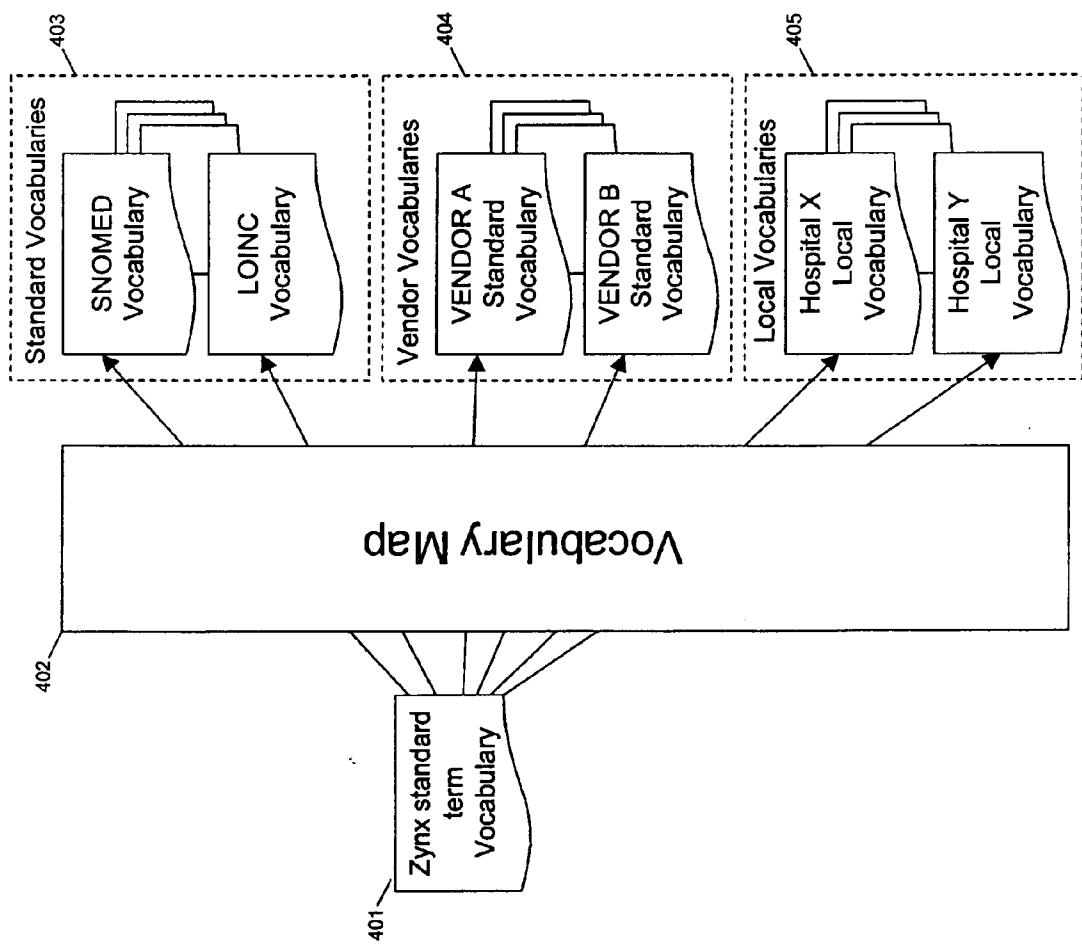 403
Standard Vocabularies
SNOMED
Vocabulary
LOINC
Vocabulary
404
Vendor Vocabularies
VENDOR A
Standard
Vocabulary
VENDOR B
Standard
Vocabulary
405
Local Vocabularies
Hospital X
Local
Vocabulary
Hospital Y
Local
Vocabulary
402
Vocabulary Map
401
Zynx standard
term
Vocabulary